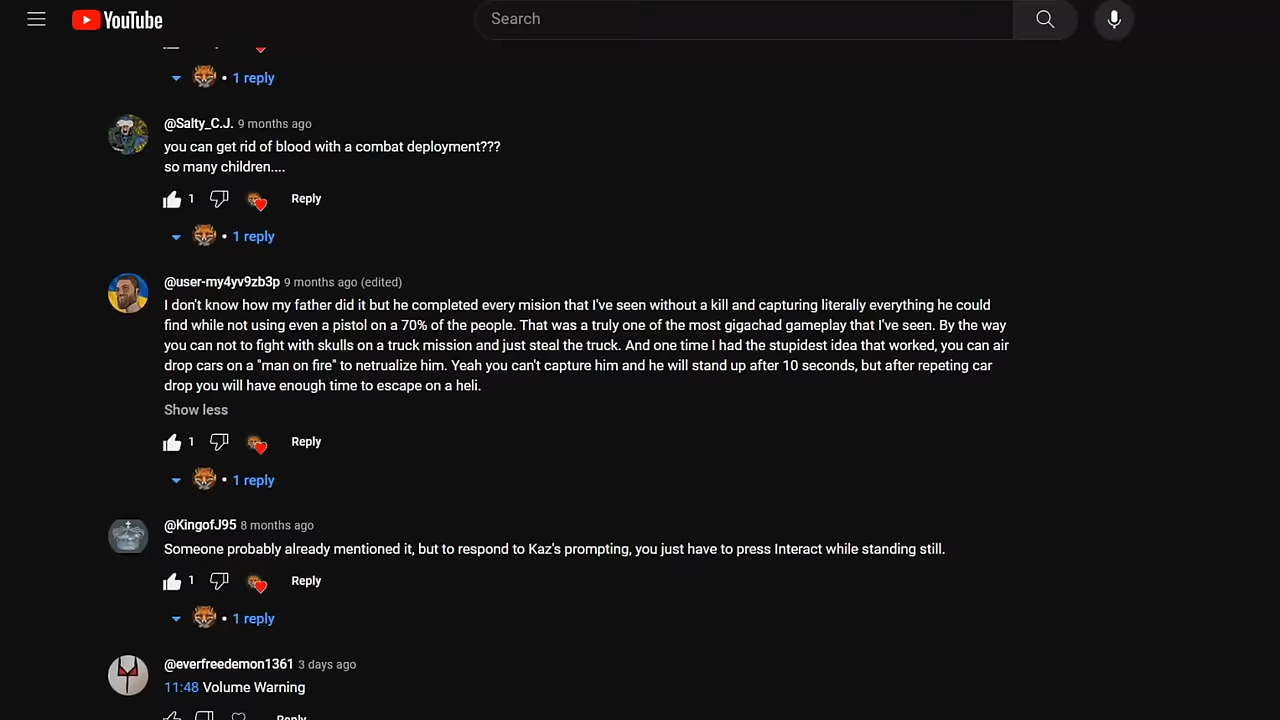 YouTube
Search
1 reply
@Salty_C.J. 9 months ago
you can get rid of blood with a combat deployment???
so many children....
1 Reply
1 reply
@user-my4yv9zb3p 9 months ago (edited)
I don't know how my father did it but he completed every mision that I've seen without a kill and capturing literally everything he could
find while not using even a pistol on a 70% of the people. That was a truly one of the most gigachad gameplay that I've seen. By the way
you can not to fight with skulls on a truck mission and just steal the truck. And one time I had the stupidest idea that worked, you can air
drop cars on a "man on fire" to netrualize him. Yeah you can't capture him and he will stand up after 10 seconds, but after repeting car
drop you will have enough time to escape on a heli.
Show less
1 Reply
1 reply
@KingofJ95 8 months ago
Someone probably already mentioned it, but to respond to Kaz's prompting, you just have to press Interact while standing still.
1 Reply
1 reply
@everfreedemon1361 3 days ago
11:48 Volume Warning
Reply